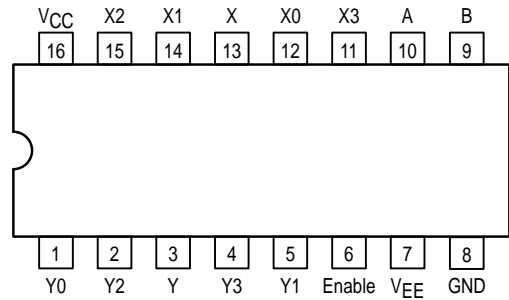 VCC X2 X1 X X0 X3 A B
16 15 14 13 12 11 10 9
1 2 3 4 5 6 7 8
Y0 Y2 Y Y3 Y1 Enable VEE GND